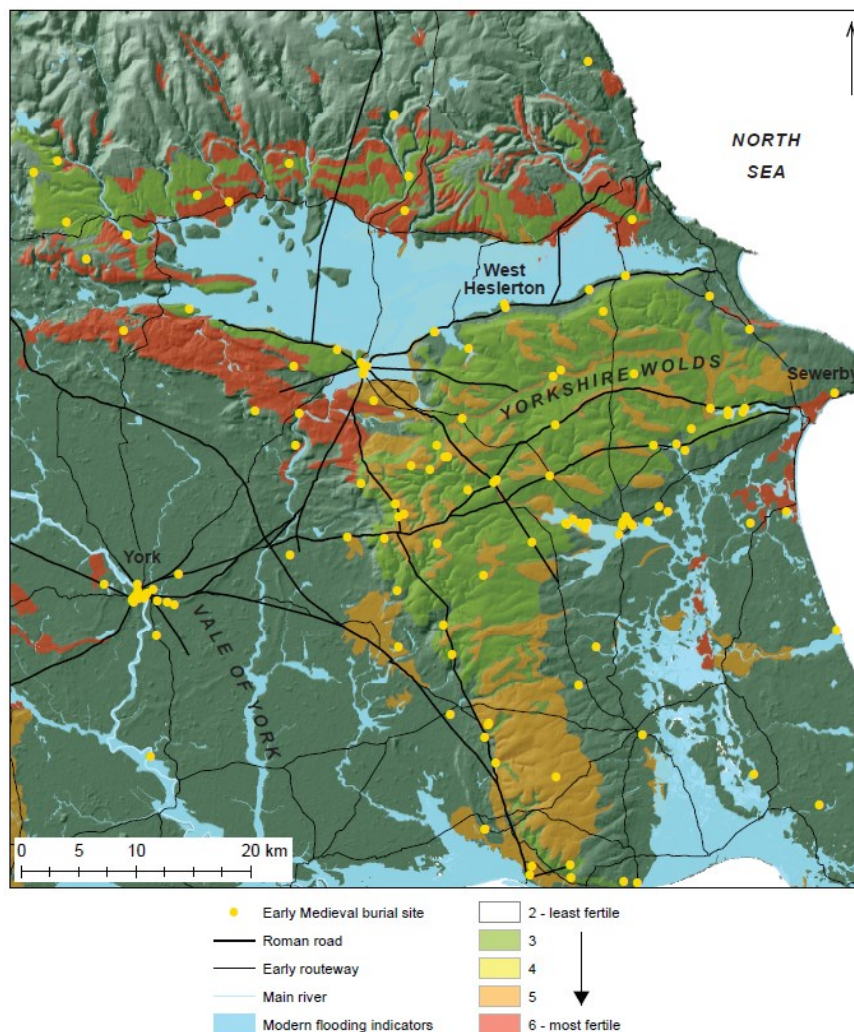 NORTH
SEA
West
Heslerton
YORKSHIRE WOLDS
Sewerby
York
VALE OF YORK
0 5 10 20 km
Early Medieval burial site
Roman road
Early routeway
Main river
Modern flooding indicators
2 - least fertile
3
4
5
6 - most fertile